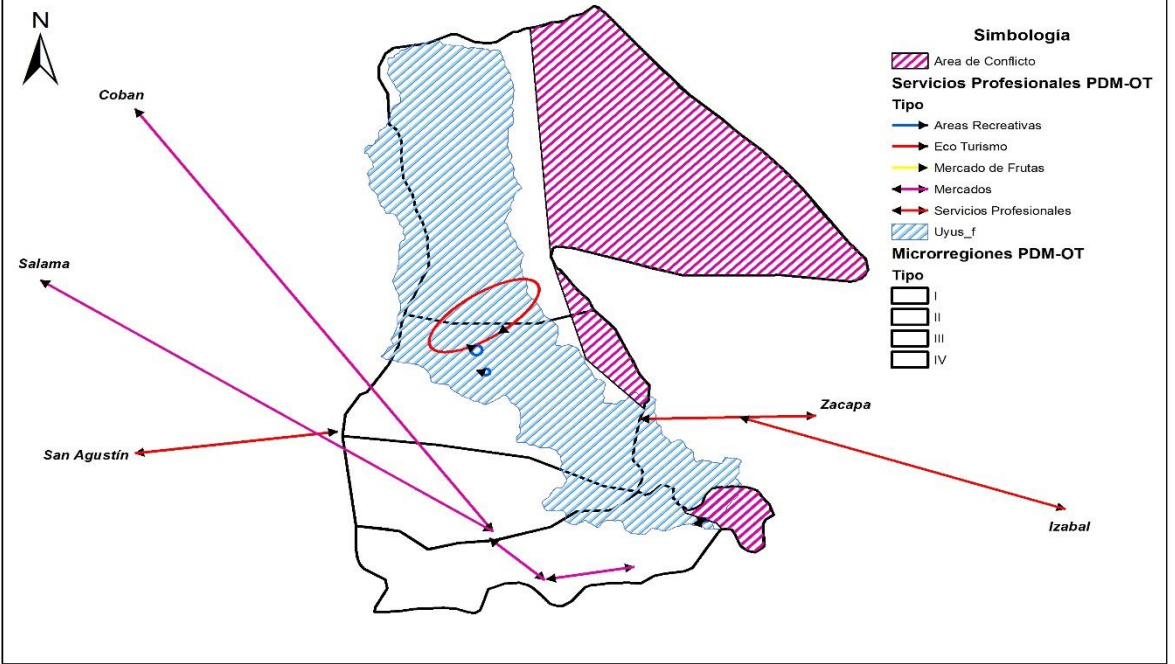 N
Coban
Salama
San Agustín
Zacapa
Izabal
Simbología
Area de Conflicto
Servicios Profesionales PDM-OT
Tipo
Areas Recreativas
Eco Turismo
Mercado de Frutas
Mercados
Servicios Profesionales
Uyus_f
Microrregiones PDM-OT
Tipo
I
II
III
IV